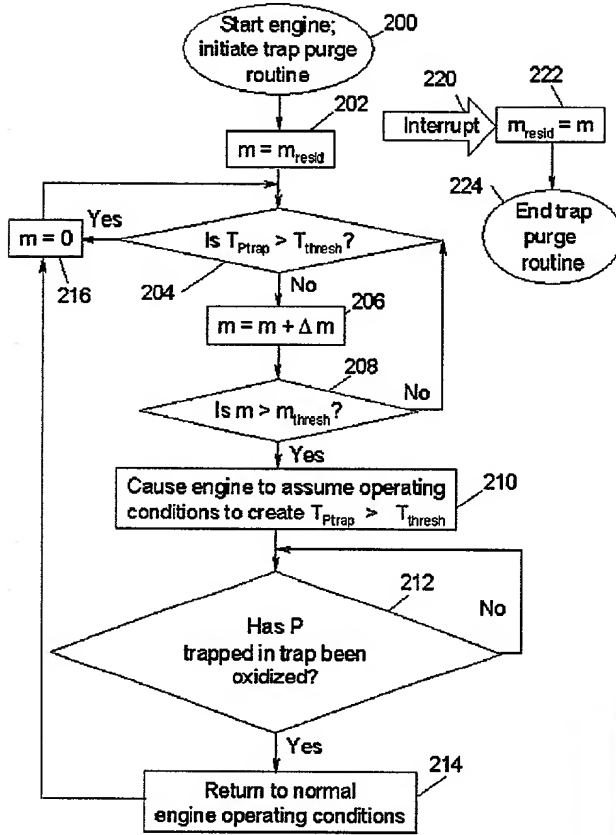 Start engine;
initiate trap purge
routine
200
202
m = m_resid
220
222
Interrupt
m_resid = m
224
End trap
purge
routine
Yes
m = 0
216
Is T_Ptrap > T_thresh?
204
No
206
m = m + Δ m
208
Is m > m_thresh?
No
Yes
Cause engine to assume operating
conditions to create T_Ptrap > T_thresh
210
212
Has P
trapped in trap been
oxidized?
No
Yes
Return to normal
engine operating conditions
214